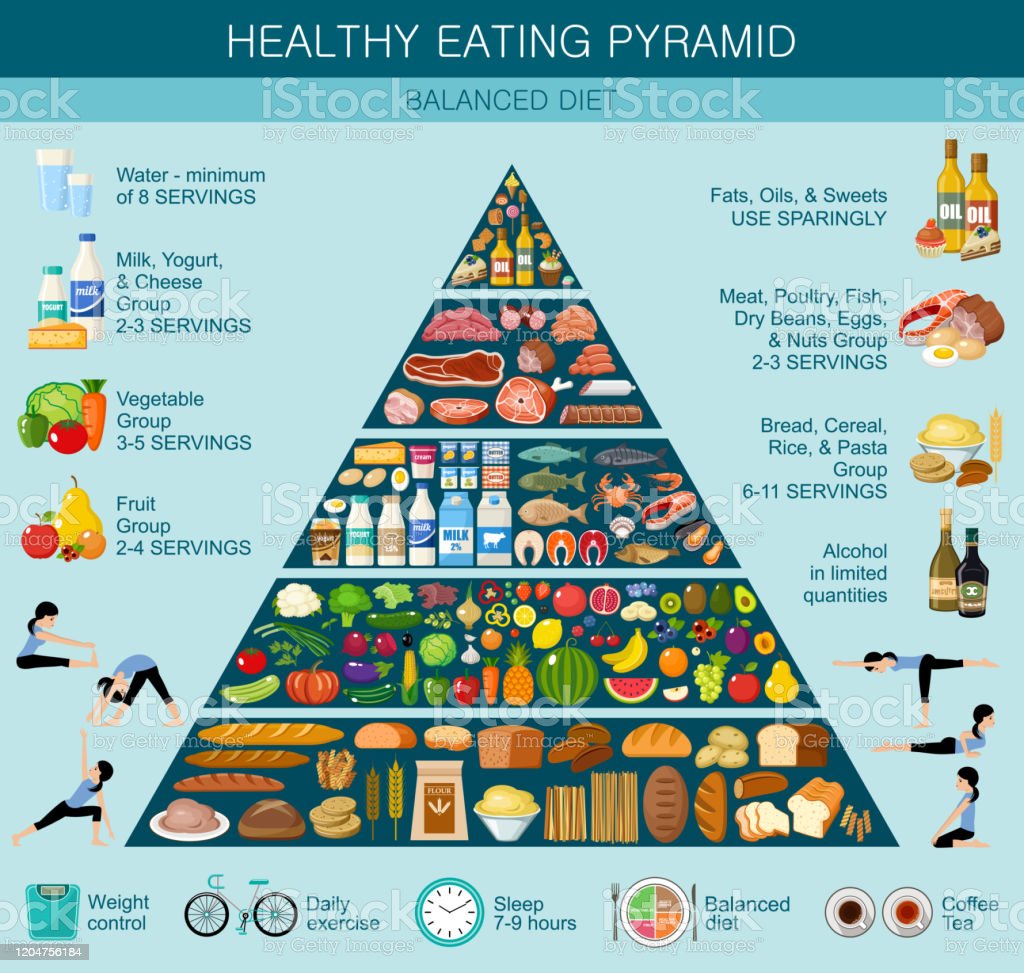 HEALTHY EATING PYRAMID
BALANCED DIET
Water - minimum
of 8 SERVINGS
Milk, Yogurt,
& Cheese
Group
2-3 SERVINGS
Vegetable
Group
3-5 SERVINGS
Fruit
Group
2-4 SERVINGS
Fats, Oils, & Sweets
USE SPARINGLY
Meat, Poultry, Fish,
Dry Beans, Eggs,
& Nuts Group
2-3 SERVINGS
Bread, Cereal,
Rice, & Pasta
Group
6-11 SERVINGS
Alcohol
in limited
quantities
YOGURT
milk
OIL
OIL
OIL
OIL
cream
BUTTER
BUTTER
yogurt
YOGURT
1.5%
milk
MILK
2%
FLOUR
Weight
control
Daily
exercise
Sleep
7-9 hours
Balanced
diet
Coffee
Tea
iStock
by Getty Images™
1204756184